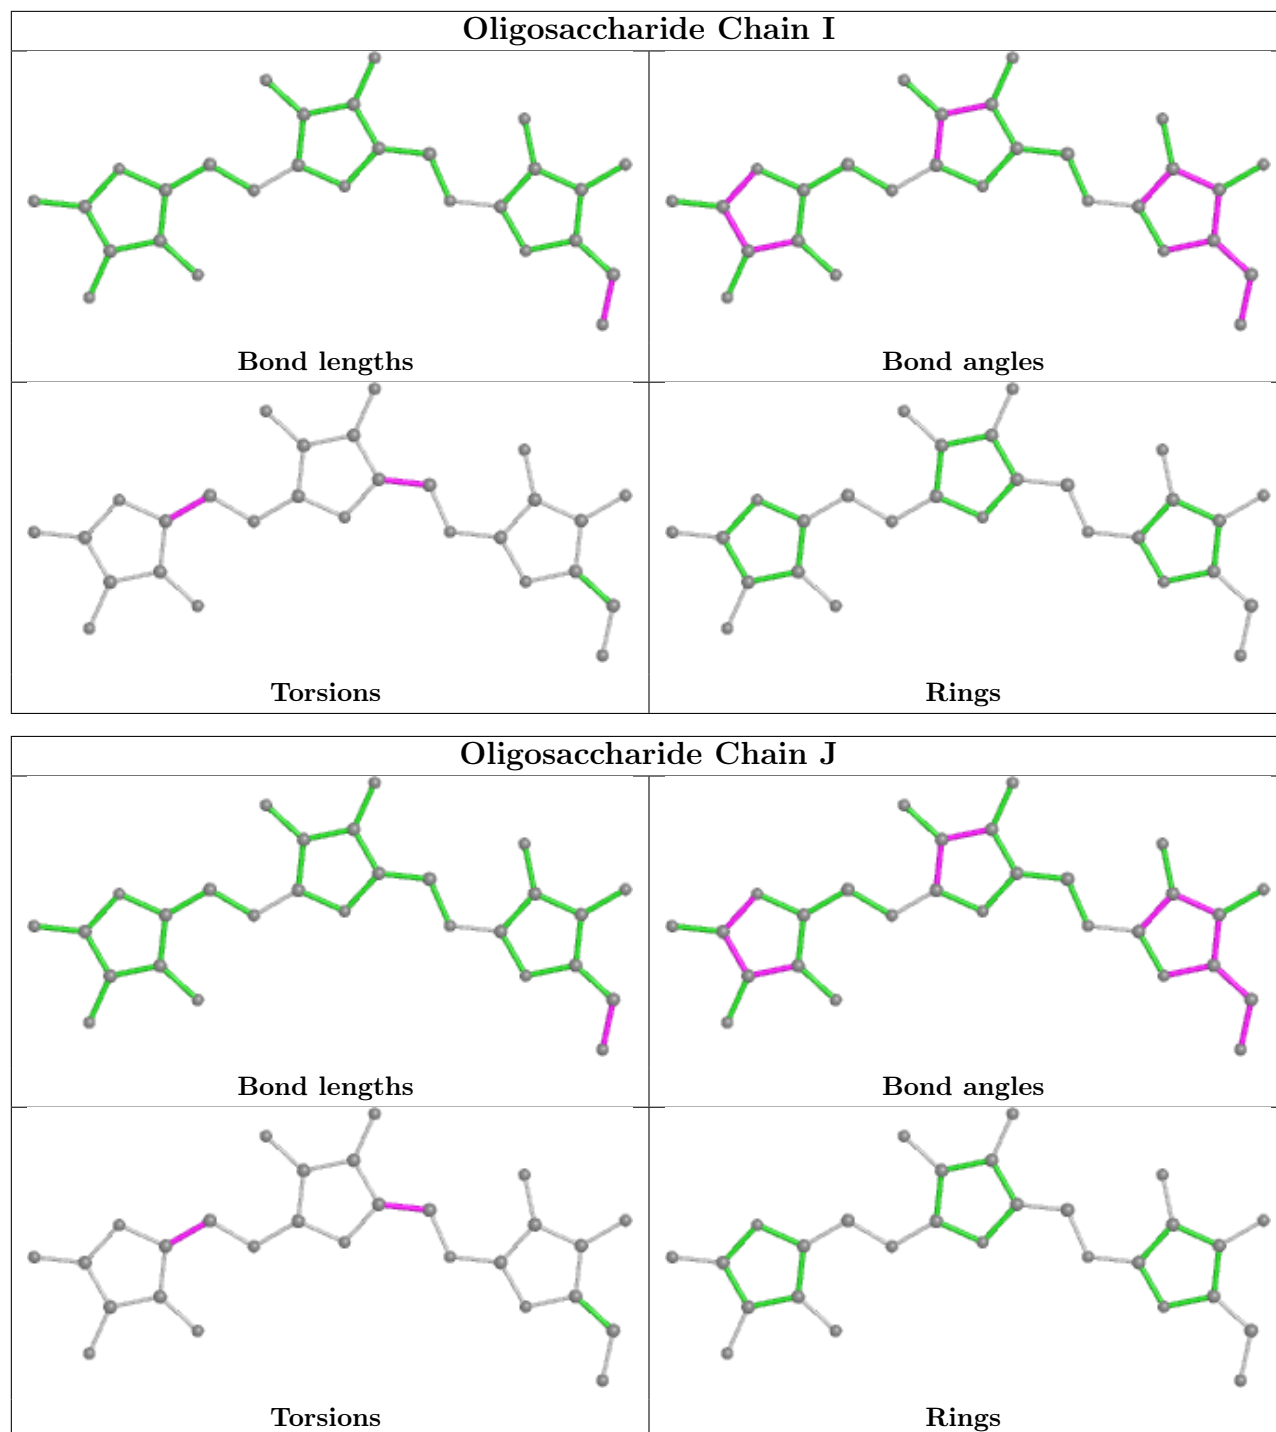 Oligosaccharide Chain I
Bond lengths
Bond angles
Torsions
Rings
Oligosaccharide Chain J
Bond lengths
Bond angles
Torsions
Rings